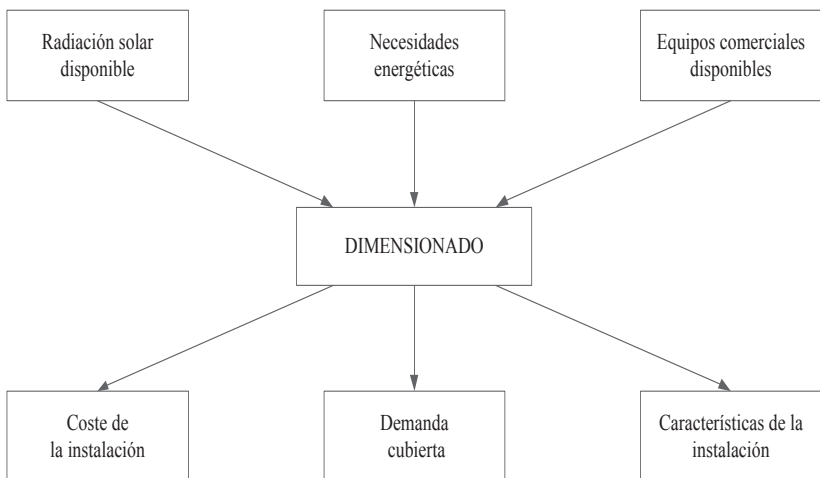 Radiación solar
disponible
Necesidades
energéticas
Equipos comerciales
disponibles
DIMENSIONADO
Coste de
la instalación
Demanda
cubierta
Características de la
instalación